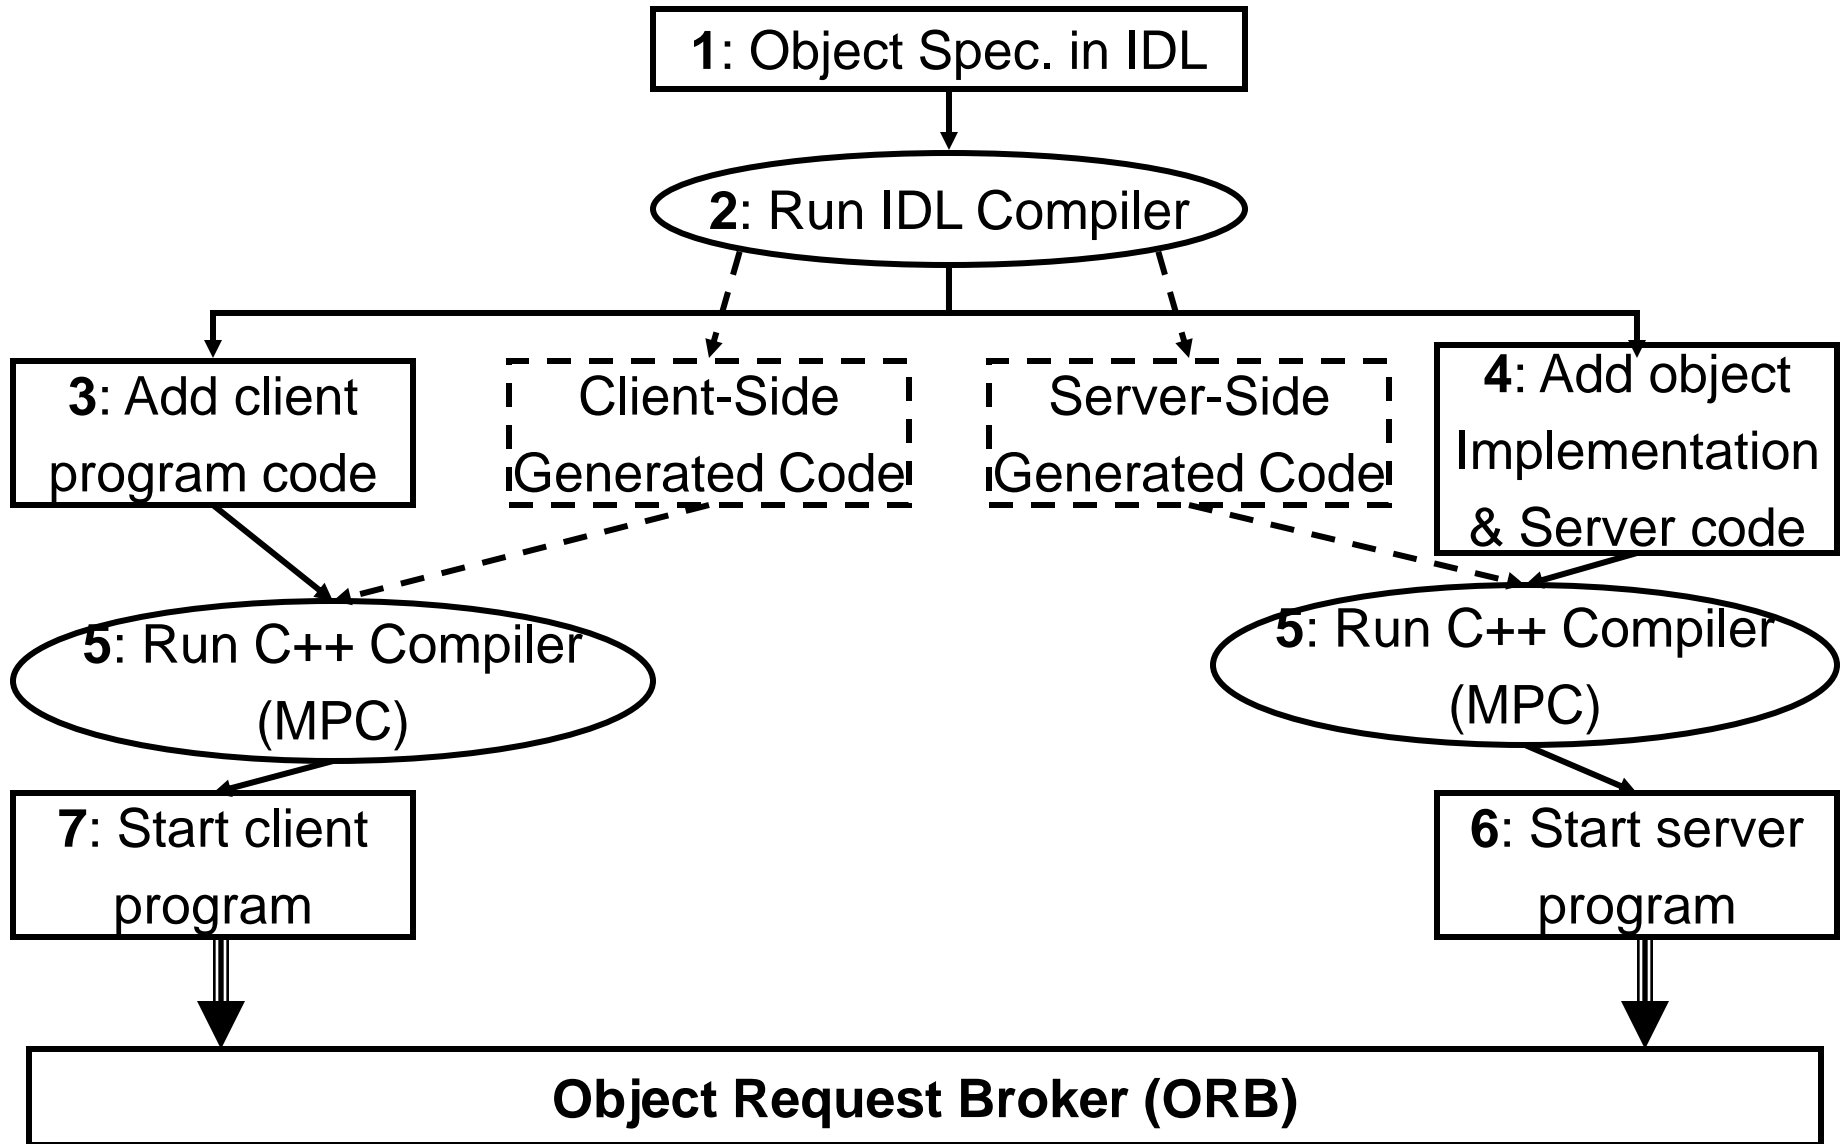 1: Object Spec. in IDL
2: Run IDL Compiler
3: Add client
program code
Client-Side
Generated Code
Server-Side
Generated Code
4: Add object
Implementation
& Server code
5: Run C++ Compiler
(MPC)
5: Run C++ Compiler
(MPC)
7: Start client
program
6: Start server
program
Object Request Broker (ORB)